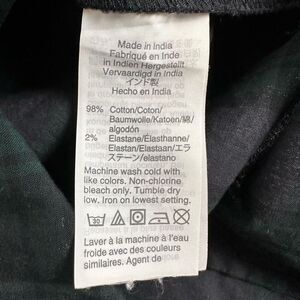 Made in India
Fabriqué en Inde
in Indien Hergestellt
Vervaardigd in India
インド製
Hecho en Indo
98% Cotton/Coton/
Baumwolle/Katoen/綿/
algodón
2% Elastane/Élasthanne/
Elastan/Elastaan/エラ
ステーン/elastano
Machine wash cold with
like colors. Non-chlorine
bleach only. Tumble dry
low. Iron on lowest setting.
30
Laver à la machine à l'eau
froide avec des couleurs
similaires. Agent de